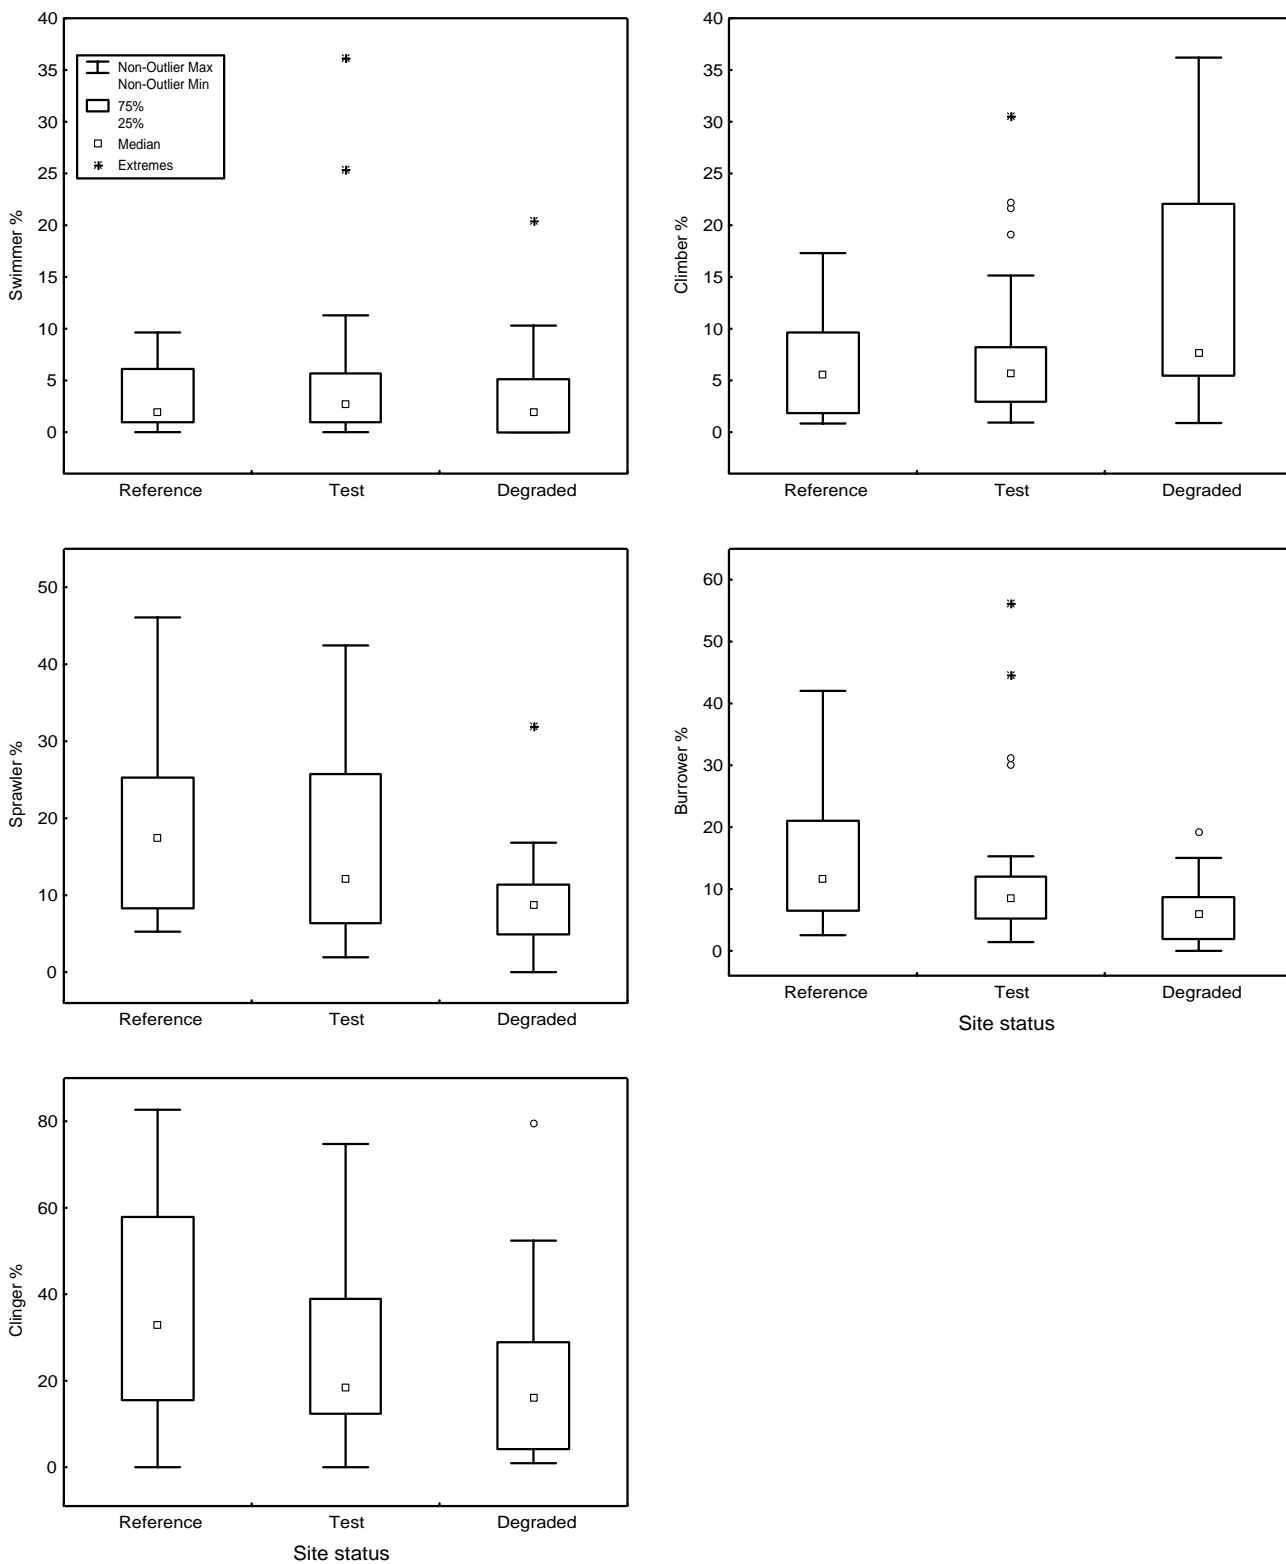 40
35
30
25
20
15
10
5
0
Swimmer %
Non-Outlier Max
Non-Outlier Min
75%
25%
Median
Extremes
Reference Test Degraded
40
35
30
25
20
15
10
5
0
Climber %
Reference Test Degraded
50
40
30
20
10
0
Sprawler %
Reference Test Degraded
60
50
40
30
20
10
0
Burrower %
Reference Test Degraded
Site status
80
60
40
20
0
Clinger %
Reference Test Degraded
Site status